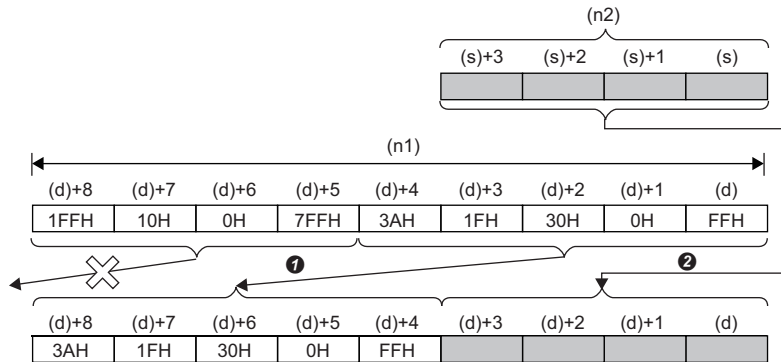 (n2)
(s)+3 (s)+2 (s)+1 (s)
(n1)
(d)+8 (d)+7 (d)+6 (d)+5 (d)+4 (d)+3 (d)+2 (d)+1 (d)
1FFH 10H 0H 7FFH 3AH 1FH 30H 0H FFH
❶ ❷
(d)+8 (d)+7 (d)+6 (d)+5 (d)+4 (d)+3 (d)+2 (d)+1 (d)
3AH 1FH 30H 0H FFH